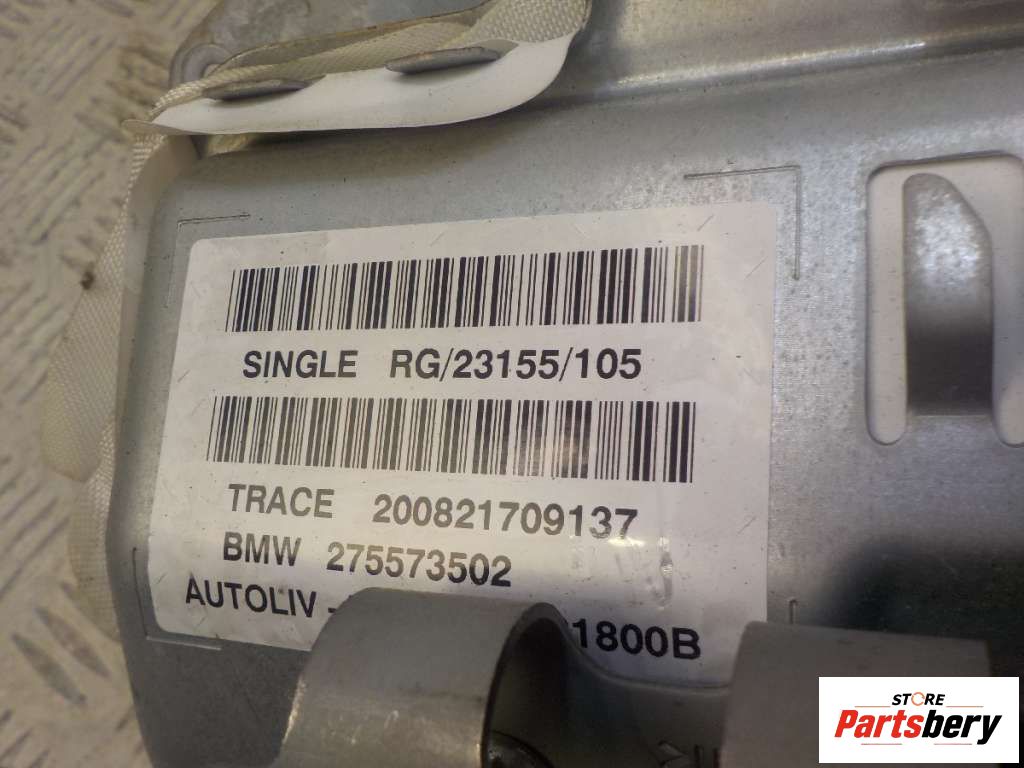 SINGLE RG/23155/105
TRACE 200821709137
BMW 275573502
AUTOLIV - 1800B
STORE
Partsbery